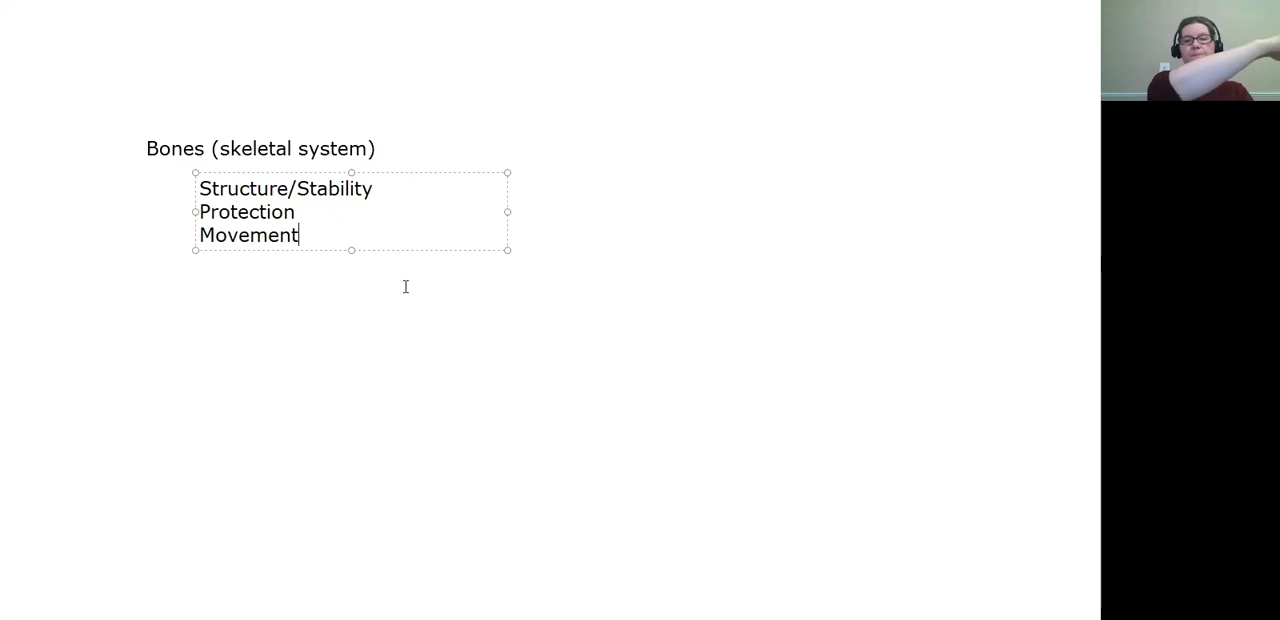 Bones (skeletal system)
Structure/Stability
Protection
Movement